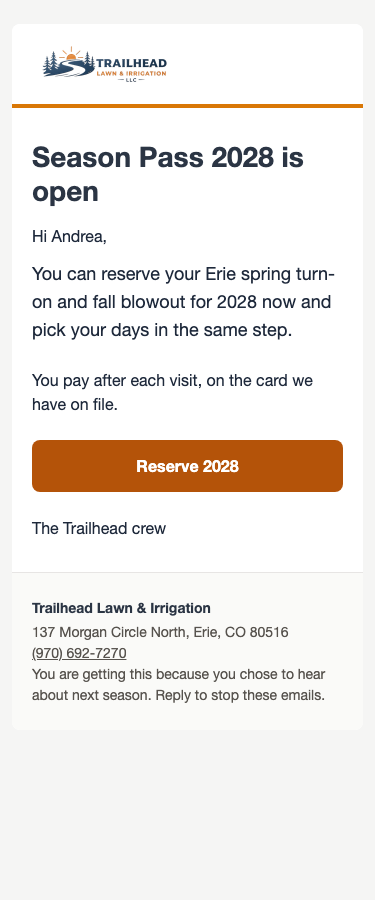 TRAILHEAD
LAWN & IRRIGATION
LLC
Season Pass 2028 is
open
Hi Andrea,
You can reserve your Erie spring turn-
on and fall blowout for 2028 now and
pick your days in the same step.
You pay after each visit, on the card we
have on file.
Reserve 2028
The Trailhead crew
Trailhead Lawn & Irrigation
137 Morgan Circle North, Erie, CO 80516
(970) 692-7270
You are getting this because you chose to hear
about next season. Reply to stop these emails.